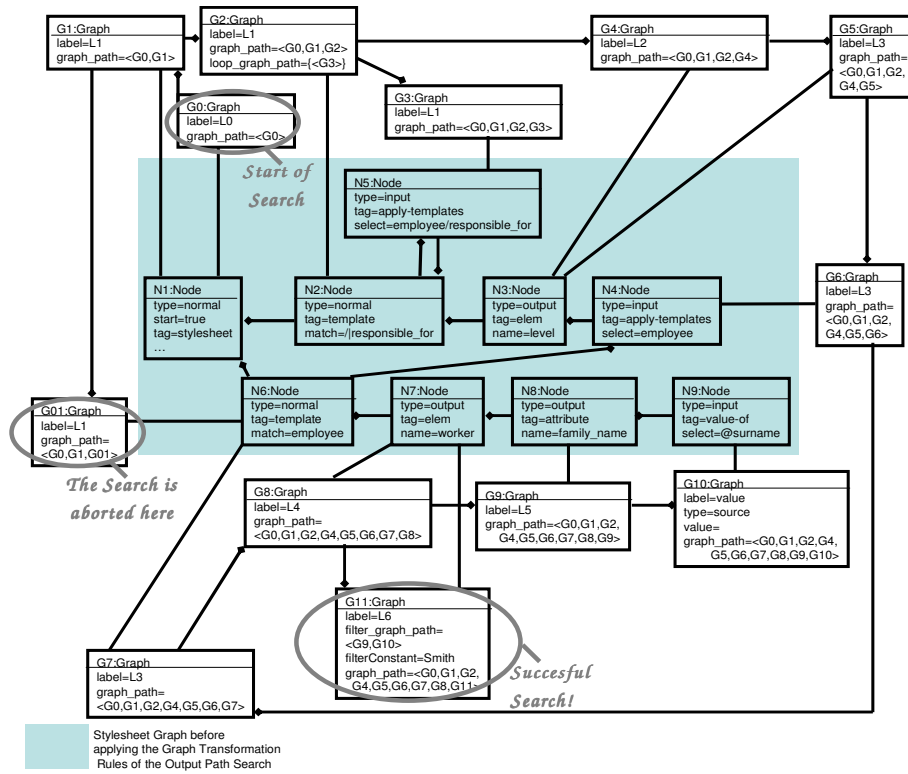 G1:Graph
label=L1
graph_path=<G0,G1>
G2:Graph
label=L1
graph_path=<G0,G1,G2>
loop_graph_path={<G3>}
G4:Graph
label=L2
graph_path=<G0,G1,G2,G4>
G5:Graph
label=L3
graph_path=
<G0,G1,G2,
G4,G5>
G0:Graph
label=L0
graph_path=<G0>
G3:Graph
label=L1
graph_path=<G0,G1,G2,G3>
Start of
Search
N5:Node
type=input
tag=apply-templates
select=employee/responsible_for
N1:Node
type=normal
start=true
tag=stylesheet
...
N2:Node
type=normal
tag=template
match=/|responsible_for
N3:Node
type=output
tag=elem
name=level
N4:Node
type=input
tag=apply-templates
select=employee
G6:Graph
label=L3
graph_path=
<G0,G1,G2,
G4,G5,G6>
G01:Graph
label=L1
graph_path=
<G0,G1,G01>
N6:Node
type=normal
tag=template
match=employee
N7:Node
type=output
tag=elem
name=worker
N8:Node
type=output
tag=attribute
name=family_name
N9:Node
type=input
tag=value-of
select=@surname
The Search is
aborted here
G8:Graph
label=L4
graph_path=
<G0,G1,G2,G4,G5,G6,G7,G8>
G9:Graph
label=L5
graph_path=<G0,G1,G2,
G4,G5,G6,G7,G8,G9>
G10:Graph
label=value
type=source
value=
graph_path=<G0,G1,G2,G4,
G5,G6,G7,G8,G9,G10>
G11:Graph
label=L6
filter_graph_path=
<G9,G10>
filterConstant=Smith
graph_path=<G0,G1,G2,
G4,G5,G6,G7,G8,G11>
Succesful
Search!
G7:Graph
label=L3
graph_path=
<G0,G1,G2,G4,G5,G6,G7>
Stylesheet Graph before
applying the Graph Transformation
Rules of the Output Path Search